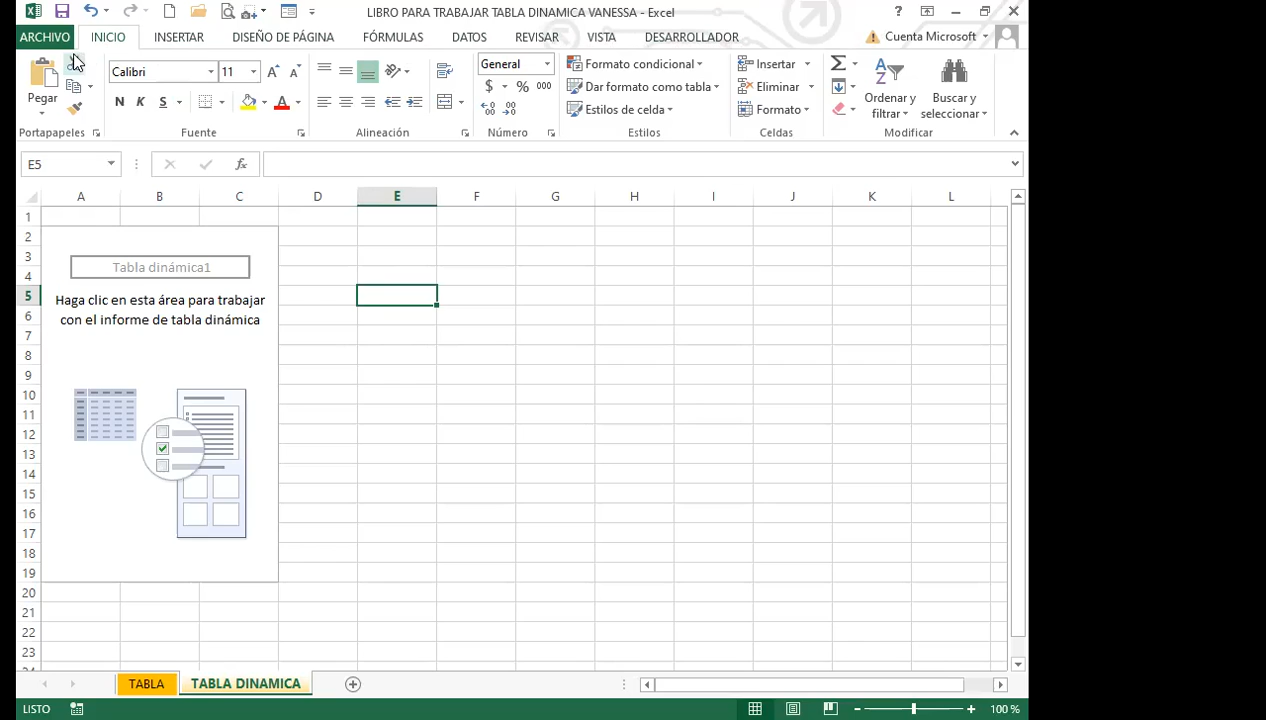 LIBRO PARA TRABAJAR TABLA DINAMICA VANESSA - Excel
ARCHIVO INICIO INSERTAR DISEÑO DE PÁGINA FÓRMULAS DATOS REVISAR VISTA DESARROLLADOR Cuenta Microsoft
Pegar
Portapapeles
Calibri 11
N K S
Fuente
Alineación
General
$ % 000
Número
Formato condicional
Dar formato como tabla
Estilos de celda
Estilos
Insertar
Eliminar
Formato
Celdas
Ordenar y filtrar
Buscar y seleccionar
Modificar
E5
fx
A B C D E F G H I J K L
1
2
3
4
5
6
7
8
9
10
11
12
13
14
15
16
17
18
19
20
21
22
23
Tabla dinámica1
Haga clic en esta área para trabajar
con el informe de tabla dinámica
TABLA TABLA DINAMICA
LISTO 100 %